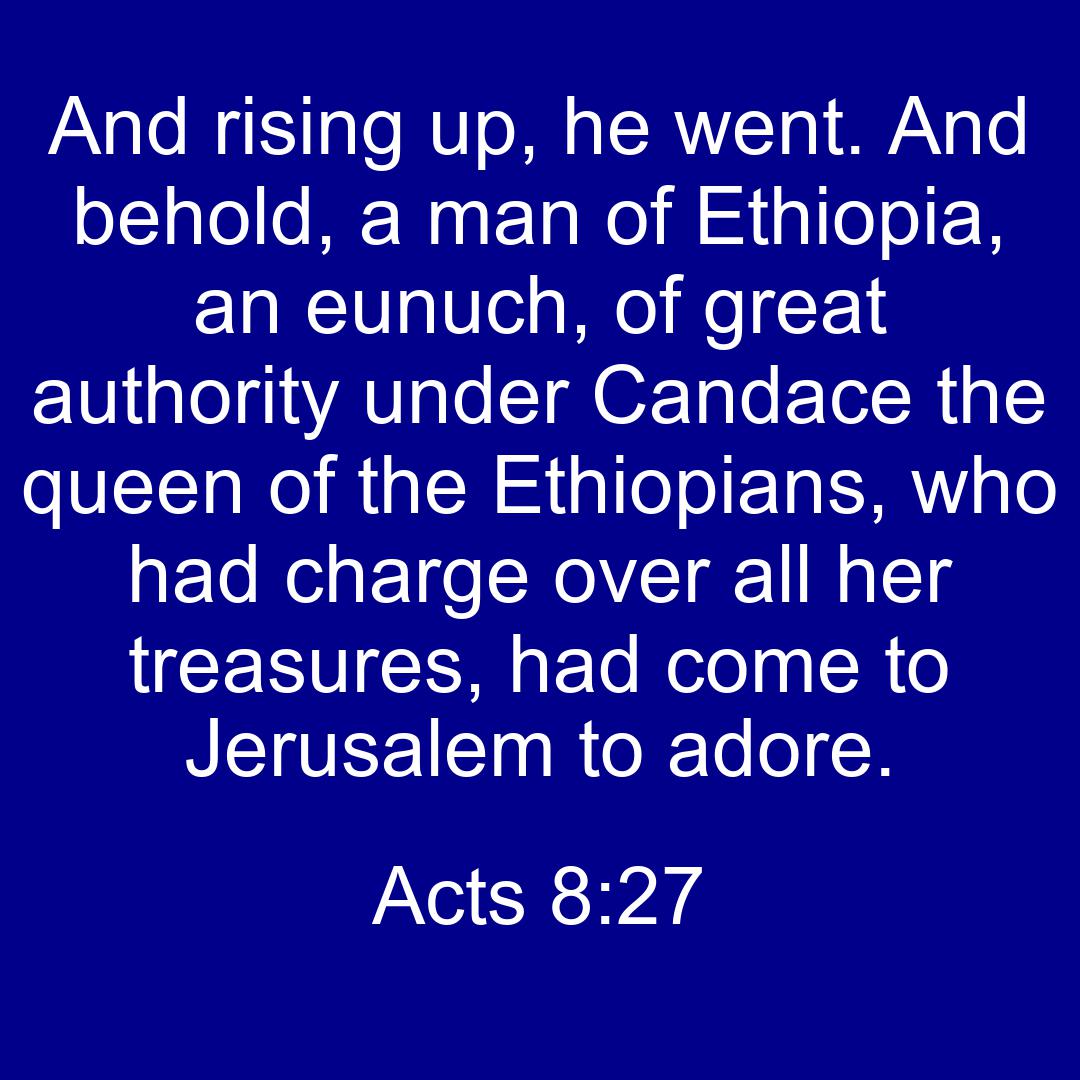 And rising up, he went. And
behold, a man of Ethiopia,
an eunuch, of great
authority under Candace the
queen of the Ethiopians, who
had charge over all her
treasures, had come to
Jerusalem to adore.
Acts 8:27